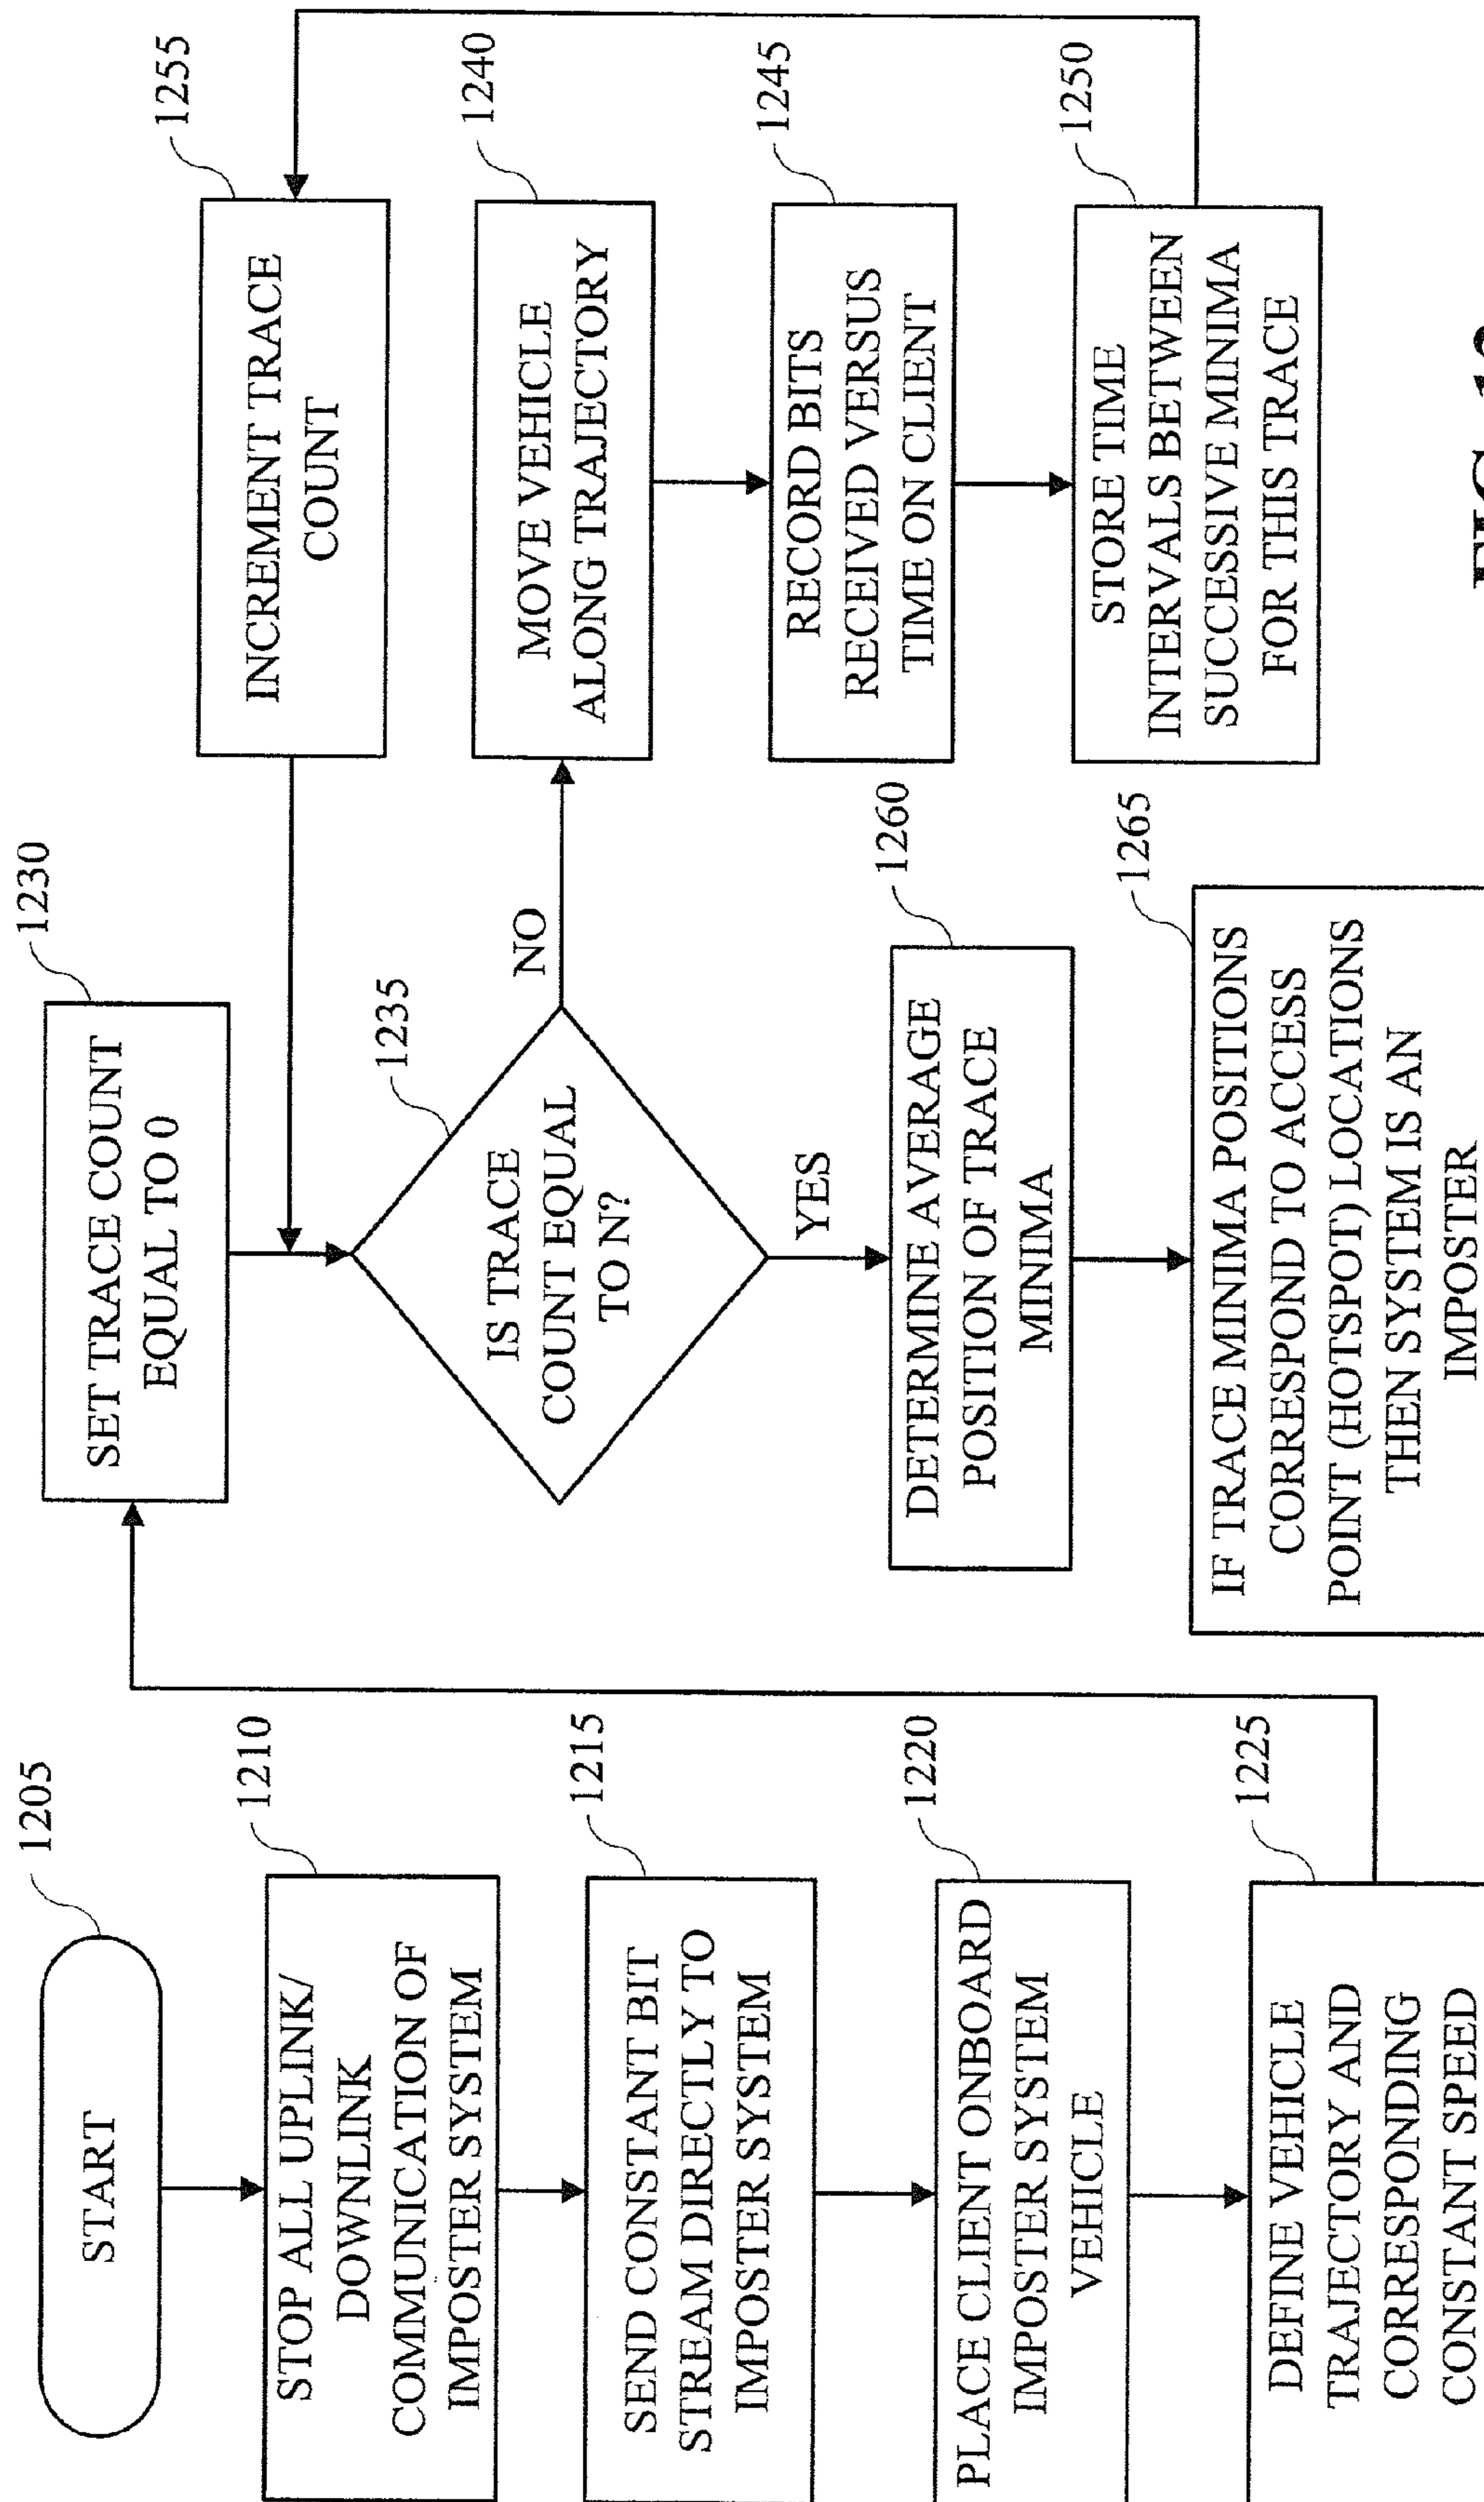 1205
START
1210
STOP ALL UPLINK/
DOWNLINK
COMMUNICATION OF
IMPOSTER SYSTEM
1215
SEND CONSTANT BIT
STREAM DIRECTLY TO
IMPOSTER SYSTEM
1220
PLACE CLIENT ONBOARD
IMPOSTER SYSTEM
VEHICLE
1225
DEFINE VEHICLE
TRAJECTORY AND
CORRESPONDING
CONSTANT SPEED
1230
SET TRACE COUNT
EQUAL TO 0
1235
IS TRACE
COUNT EQUAL
TO N?
NO
YES
1260
DETERMINE AVERAGE
POSITION OF TRACE
MINIMA
1265
IF TRACE MINIMA POSITIONS
CORRESPOND TO ACCESS
POINT (HOTSPOT) LOCATIONS
THEN SYSTEM IS AN
IMPOSTER
1255
INCREMENT TRACE
COUNT
1240
MOVE VEHICLE
ALONG TRAJECTORY
1245
RECORD BITS
RECEIVED VERSUS
TIME ON CLIENT
1250
STORE TIME
INTERVALS BETWEEN
SUCCESSIVE MINIMA
FOR THIS TRACE